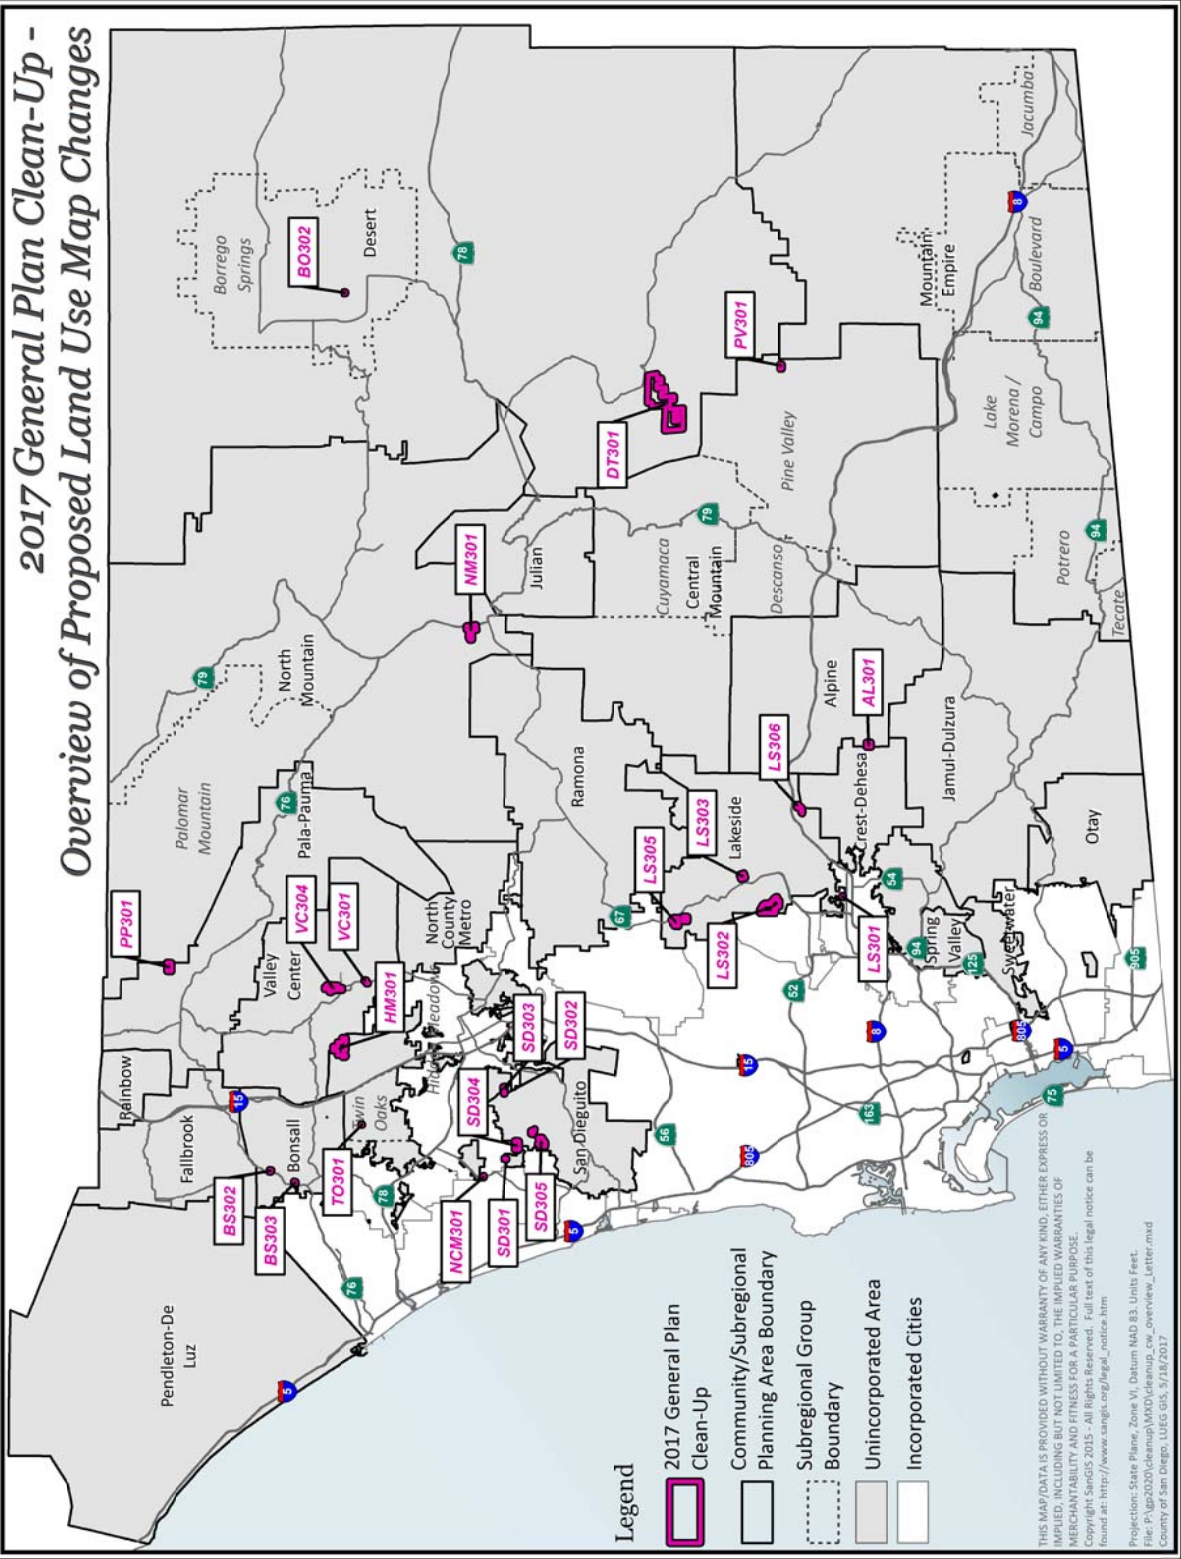 2017 General Plan Clean-Up -
Overview of Proposed Land Use Map Changes
Pendleton-De
Luz
Fallbrook
Rainbow
Bonsall
Twin
Oaks
Valley
Center
Hidden Meadows
North
County
Metro
Pala-Pauma
Palomar
Mountain
North
Mountain
Borrego
Springs
Desert
Julian
Ramona
San Dieguito
Lakeside
Cuyamaca
Central
Mountain
Descanso
Pine Valley
Alpine
Crest-Dehesa
Jamul-Dulzura
Spring
Valley
Sweetwater
Otay
Tecate
Potrero
Lake
Morena /
Campo
Mountain
Empire
Boulevard
Jacumba
PP301
VC304
VC301
HM301
BS302
BS303
TO301
NCM301
SD301
SD305
SD304
SD303
SD302
NM301
BO302
DT301
PV301
LS305
LS303
LS302
LS306
LS301
AL301
5
76
15
78
76
79
78
5
56
67
15
805
52
163
8
54
94
125
805
5
75
905
79
94
94
8
Legend
2017 General Plan
Clean-Up
Community/Subregional
Planning Area Boundary
Subregional Group
Boundary
Unincorporated Area
Incorporated Cities
THIS MAP/DATA IS PROVIDED WITHOUT WARRANTY OF ANY KIND, EITHER EXPRESS OR
IMPLIED, INCLUDING BUT NOT LIMITED TO, THE IMPLIED WARRANTIES OF
MERCHANTABILITY AND FITNESS FOR A PARTICULAR PURPOSE.
Copyright SanGIS 2015 - All Rights Reserved. Full text of this legal notice can be
found at: http://www.sangis.org/legal_notice.htm
Projection: State Plane, Zone VI, Datum NAD 83. Units Feet.
File: P:\gp2020\cleanup\MXD\cleanup_cw_overview_Letter.mxd
County of San Diego, LUEG GIS, 5/18/2017